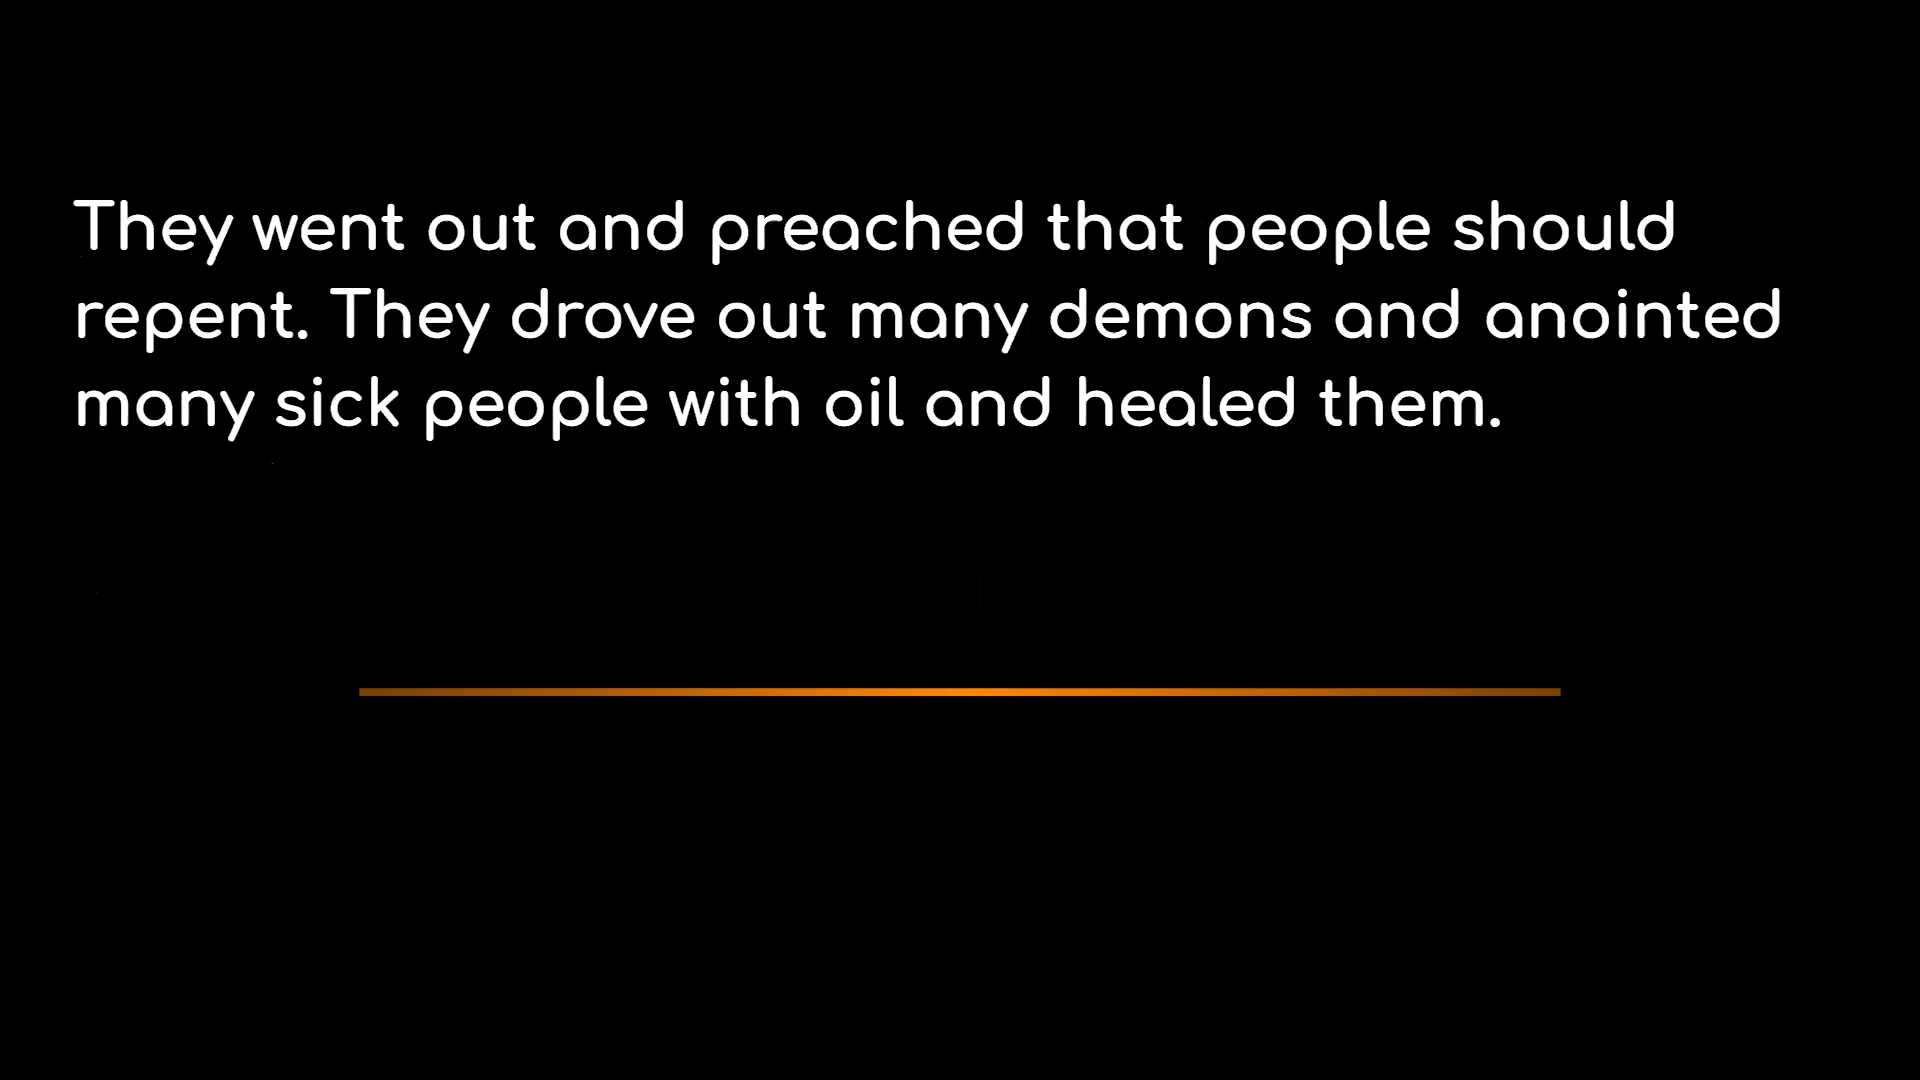 They went out and preached that people should
repent. They drove out many demons and anointed
many sick people with oil and healed them.